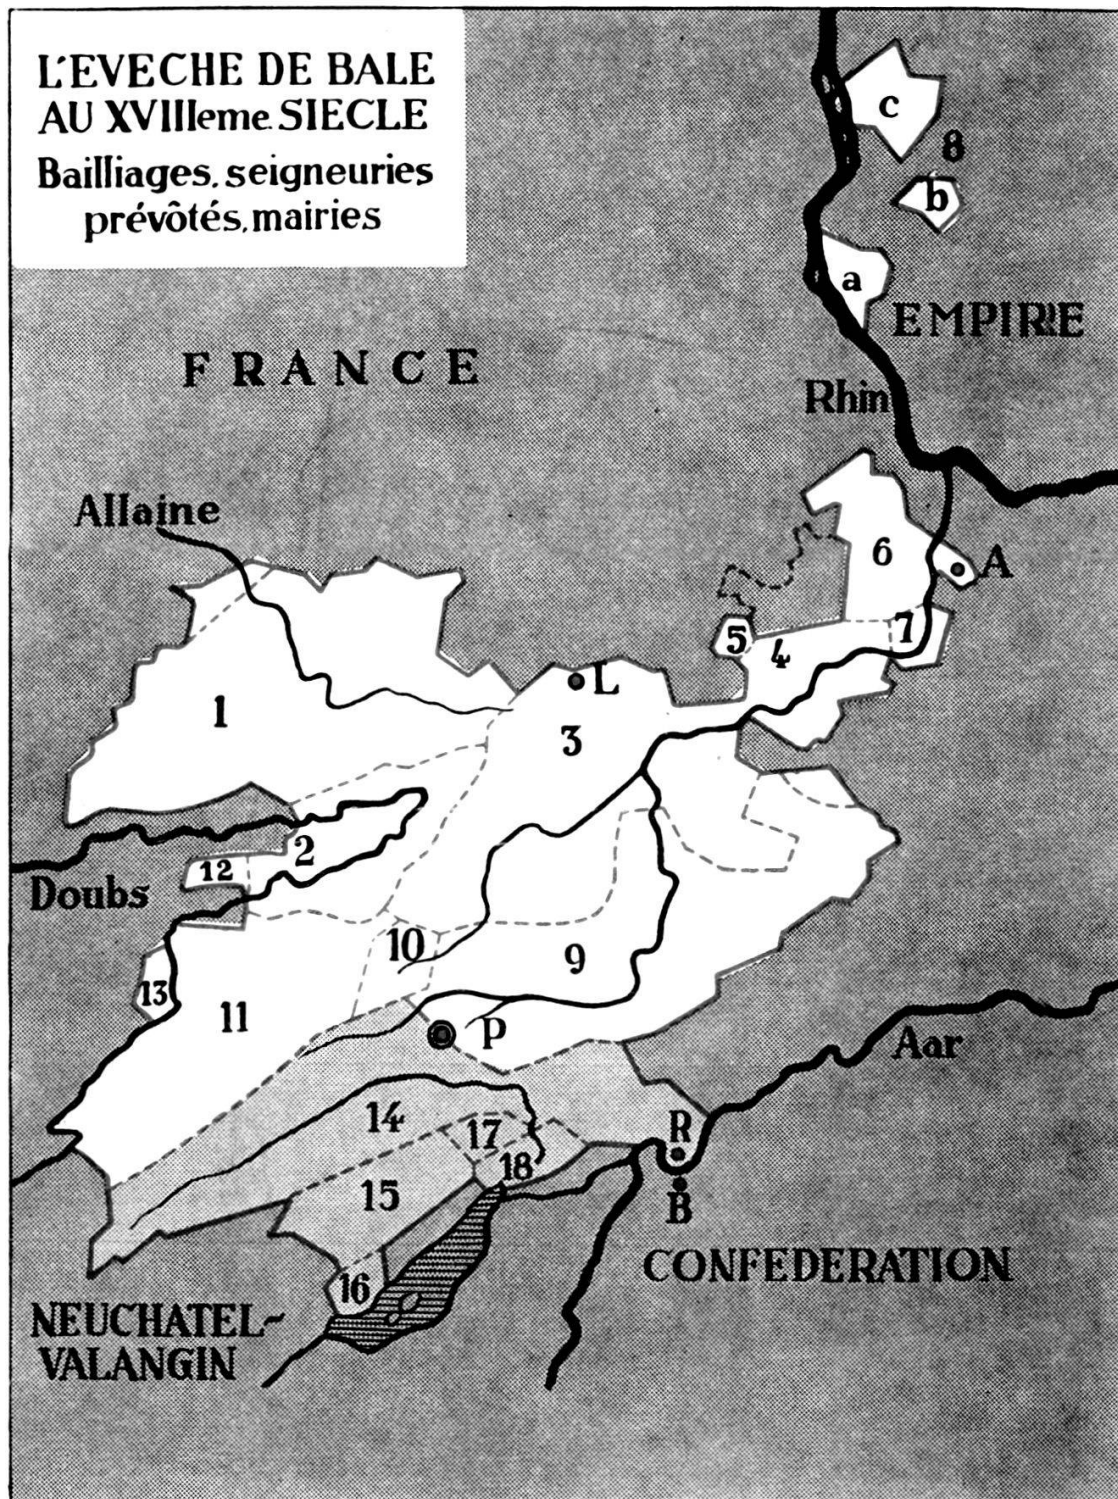 L'EVECHE DE BALE
AU XVIIIeme SIECLE
Bailliages, seigneuries
prévôtés, mairies
c
8
b
a
EMPIRE
FRANCE
Rhin
Allaine
6
A
5
7
4
L
1
3
2
12
Doubs
10
9
13
11
P
Aar
14
17
R
18
15
B
CONFEDERATION
16
NEUCHATEL-
VALANGIN